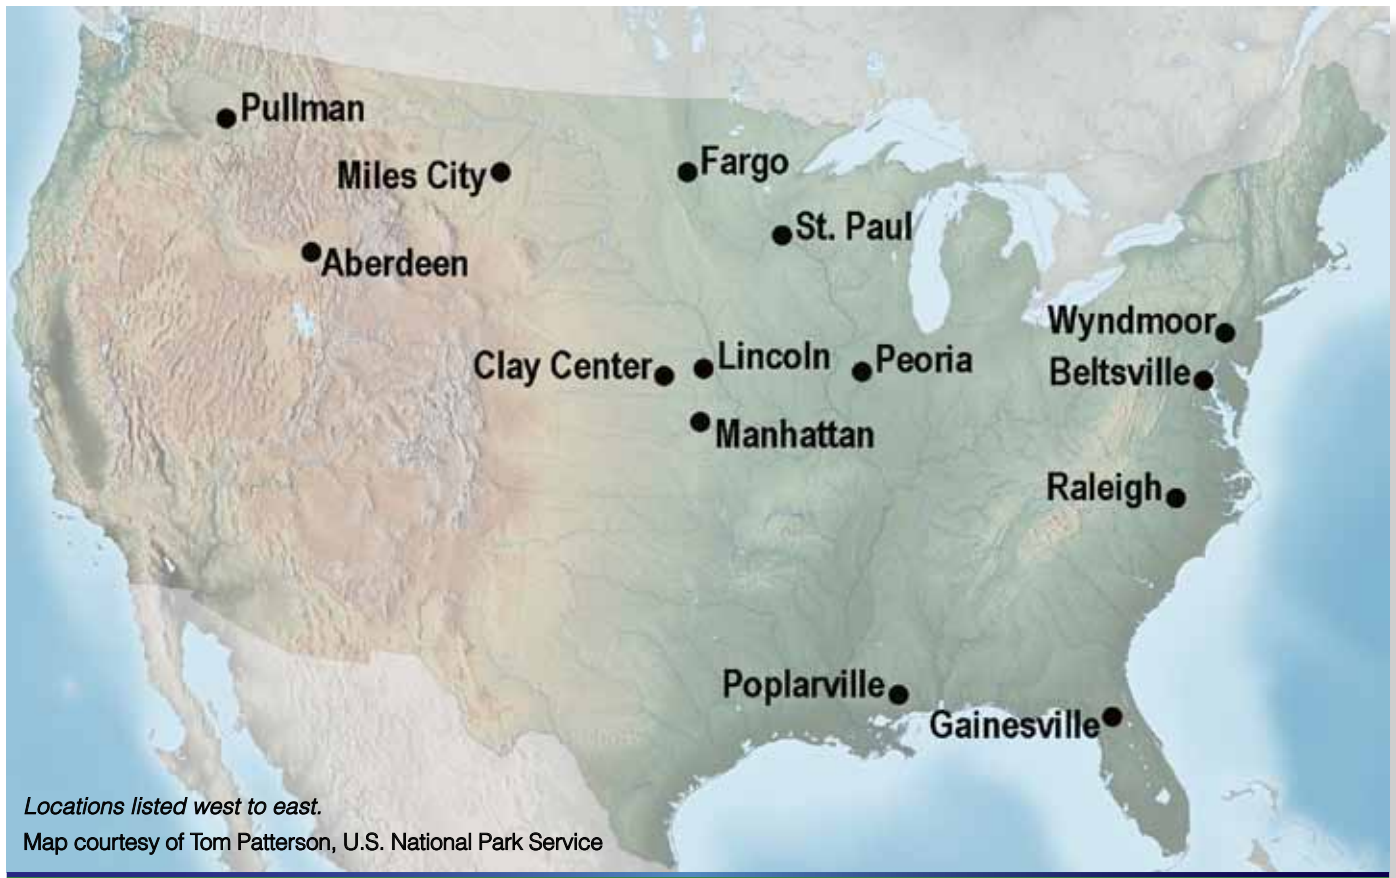 Pullman
Fargo
Miles City
St. Paul
Aberdeen
Wyndmoor
Clay Center
Lincoln
Peoria
Beltsville
Manhattan
Raleigh
Poplarville
Gainesville
Locations listed west to east.
Map courtesy of Tom Patterson, U.S. National Park Service